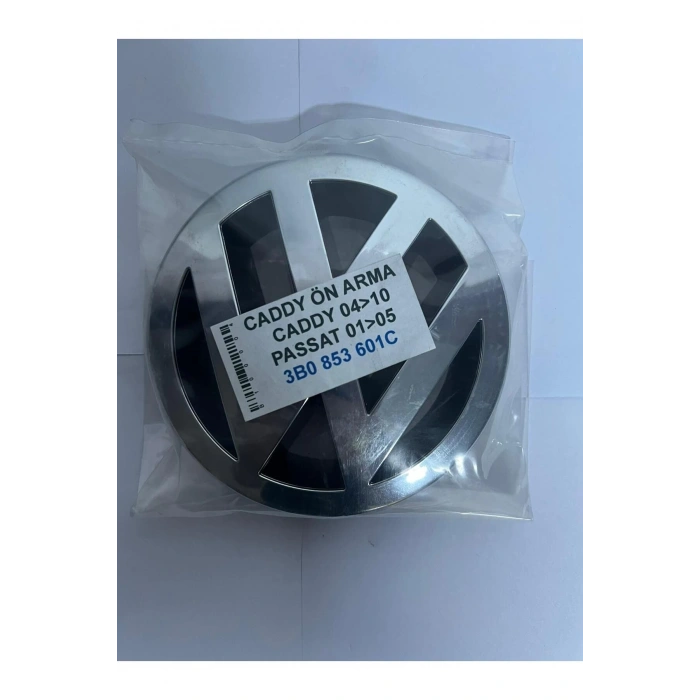 CADDY ÖN ARMA
CADDY 04>10
PASSAT 01>05
3B0 853 601C